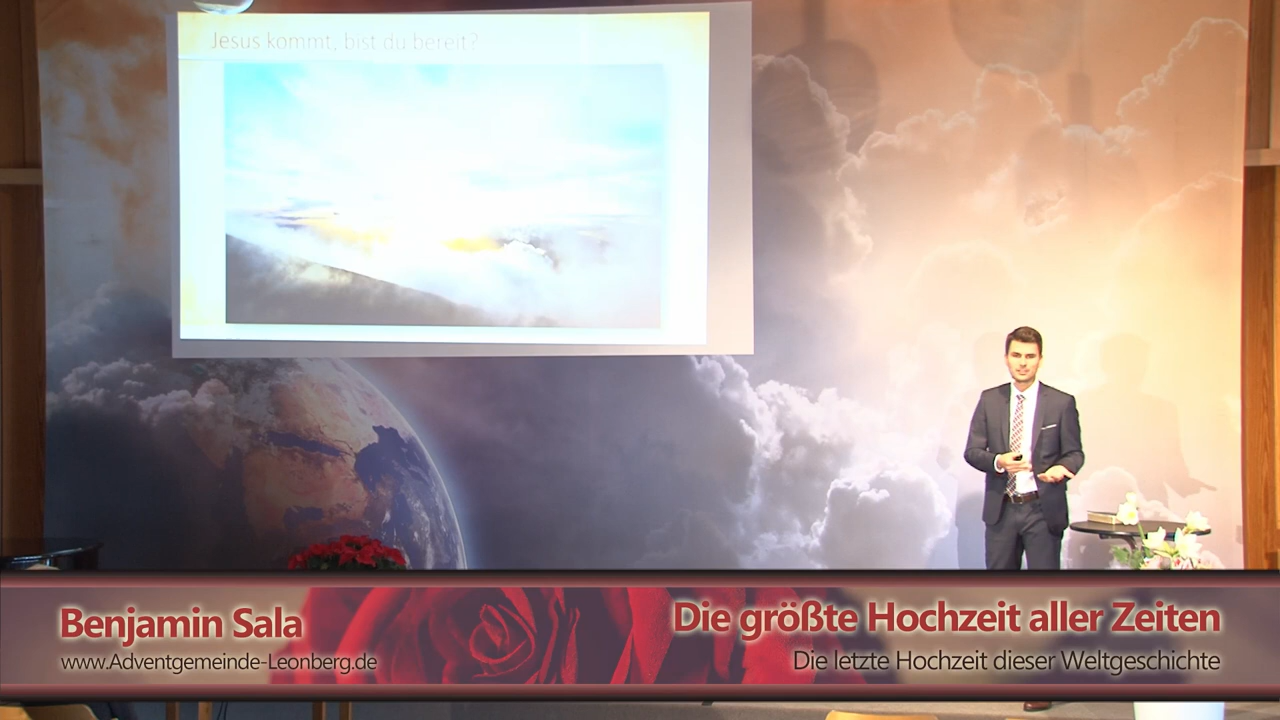 Jesus kommt, bist du bereit?
Benjamin Sala
www.Adventgemeinde-Leonberg.de
Die größte Hochzeit aller Zeiten
Die letzte Hochzeit dieser Weltgeschichte